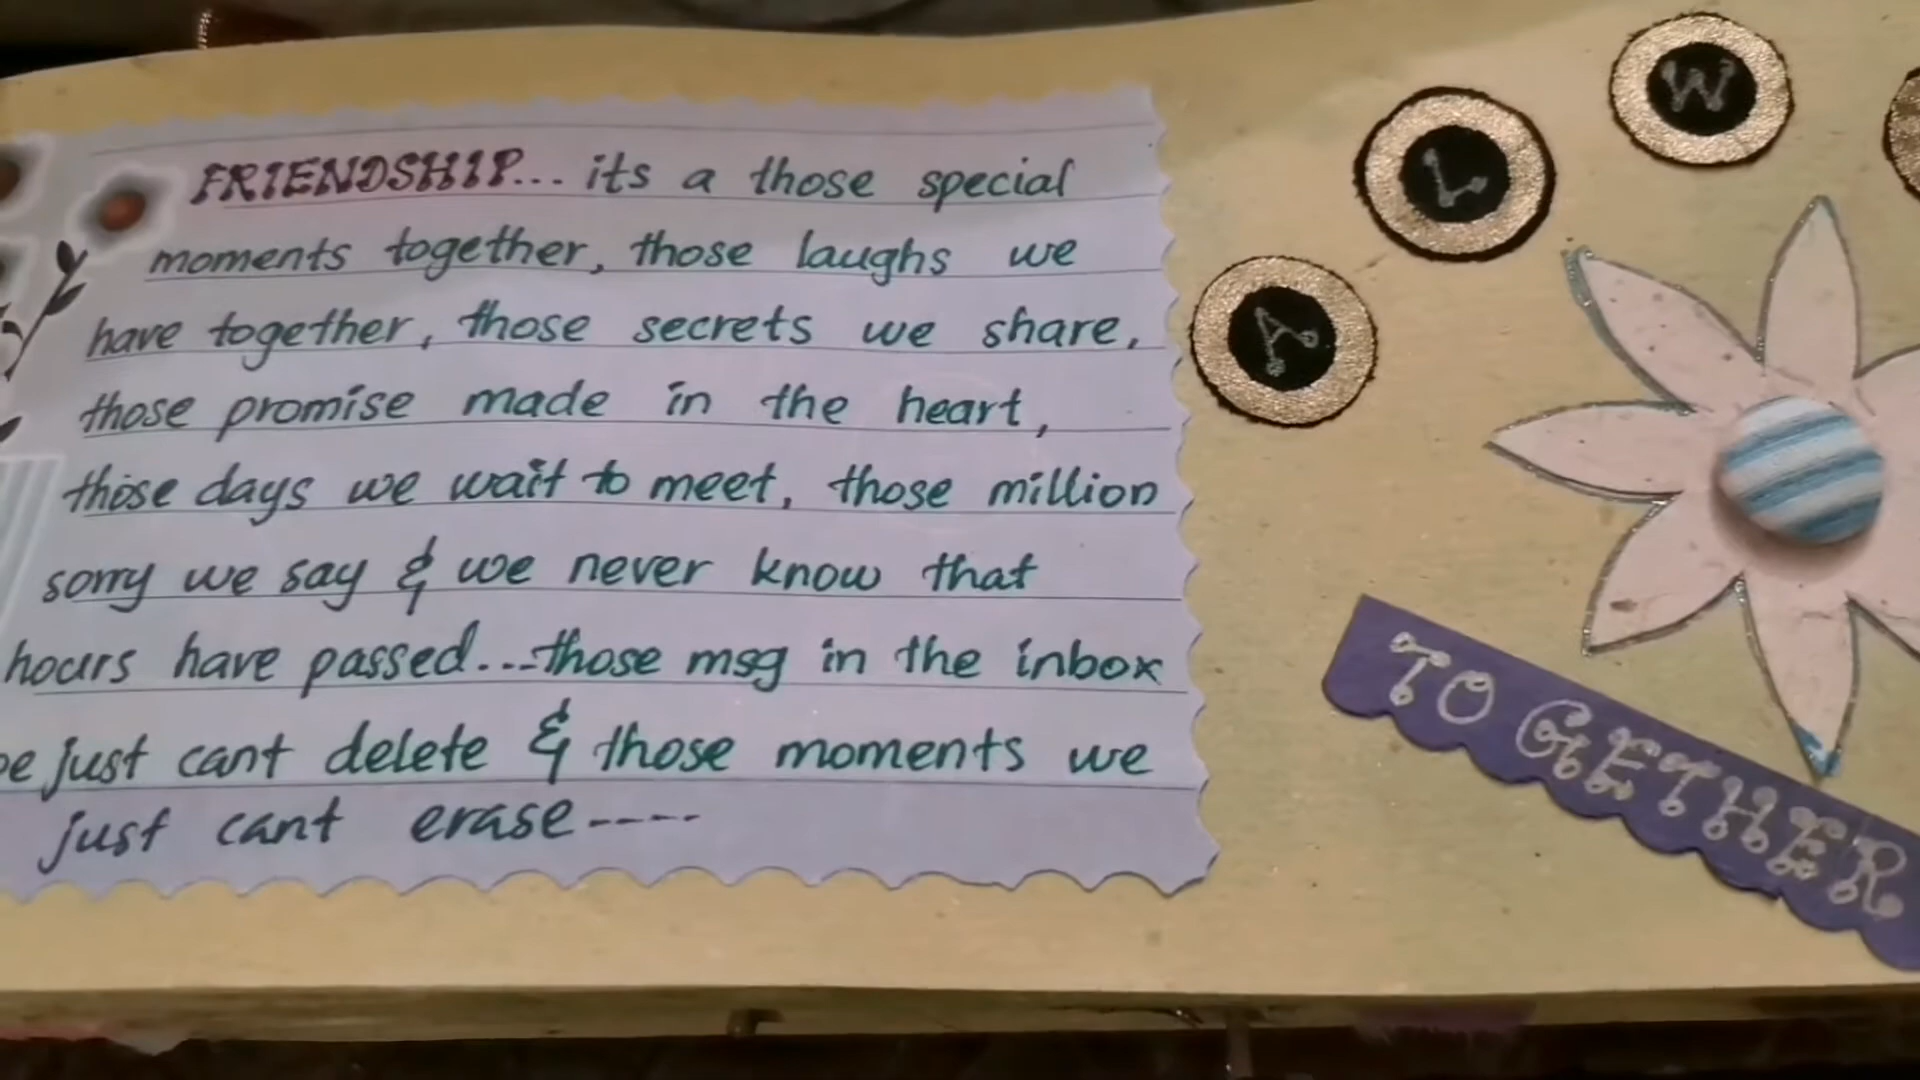 FRIENDSHIP... its a those special
moments together, those laughs we
have together, those secrets we share,
those promise made in the heart,
those days we wait to meet, those million
sorry we say & we never know that
hours have passed...those msg in the inbox
just cant delete & those moments we
just cant erase----
A L W
TOGETHER